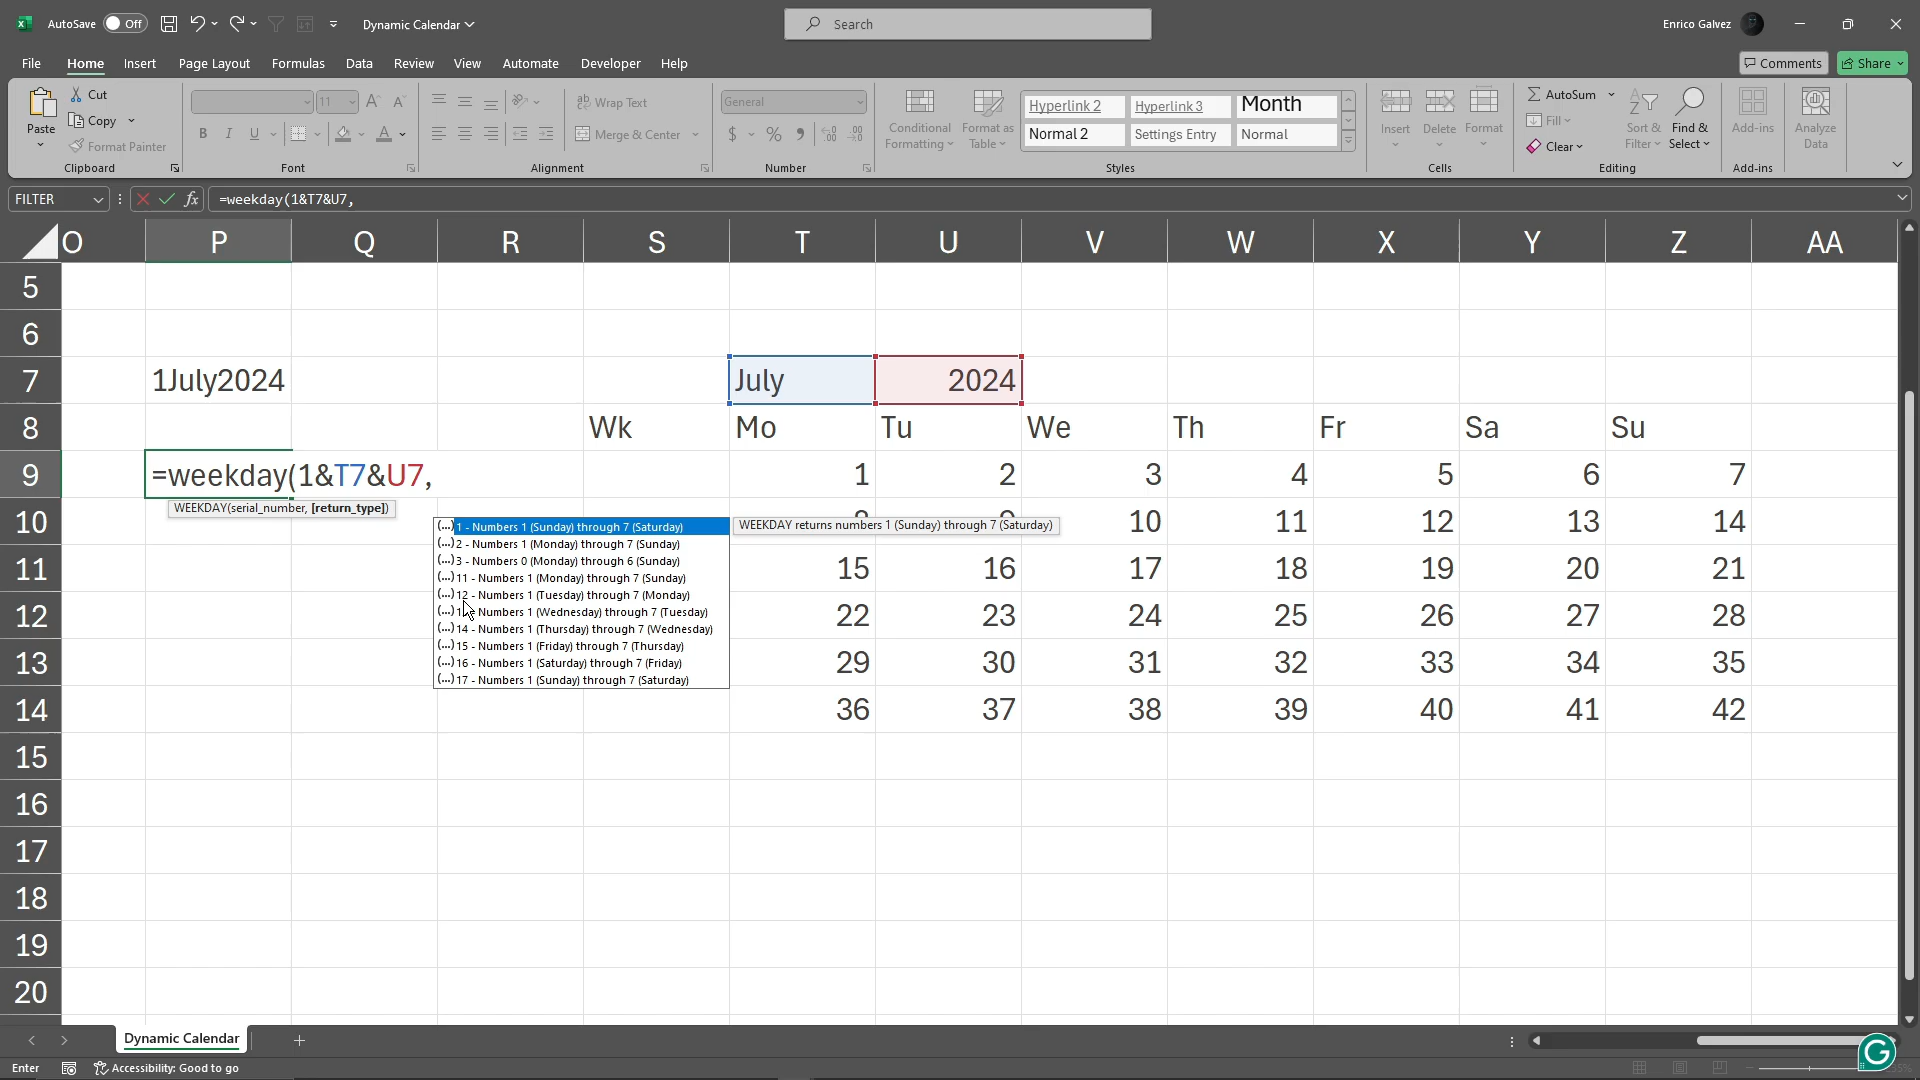 AutoSave Off Dynamic Calendar Search Enrico Galvez
File Home Insert Page Layout Formulas Data Review View Automate Developer Help Comments Share
Paste Cut Copy Format Painter Clipboard
11 B I U Font
Wrap Text Merge & Center Alignment
General $ % Number
Conditional Formatting Format as Table Hyperlink 2 Hyperlink 3 Month Normal 2 Settings Entry Normal Styles
Insert Delete Format Cells
AutoSum Fill Clear Sort & Filter Find & Select Editing
Add-ins Add-ins
Analyze Data
FILTER fx =weekday(1&T7&U7,
O P Q R S T U V W X Y Z AA
5
6
7 1July2024 July 2024
8 Wk Mo Tu We Th Fr Sa Su
9 =weekday(1&T7&U7, 1 2 3 4 5 6 7
WEEKDAY(serial_number, [return_type])
(...) 1 - Numbers 1 (Sunday) through 7 (Saturday) WEEKDAY returns numbers 1 (Sunday) through 7 (Saturday)
(...) 2 - Numbers 1 (Monday) through 7 (Sunday)
(...) 3 - Numbers 0 (Monday) through 6 (Sunday)
(...) 11 - Numbers 1 (Monday) through 7 (Sunday)
(...) 12 - Numbers 1 (Tuesday) through 7 (Monday)
(...) - Numbers 1 (Wednesday) through 7 (Tuesday)
(...) 14 - Numbers 1 (Thursday) through 7 (Wednesday)
(...) 15 - Numbers 1 (Friday) through 7 (Thursday)
(...) 16 - Numbers 1 (Saturday) through 7 (Friday)
(...) 17 - Numbers 1 (Sunday) through 7 (Saturday)
10 10 11 12 13 14
11 15 16 17 18 19 20 21
12 22 23 24 25 26 27 28
13 29 30 31 32 33 34 35
14 36 37 38 39 40 41 42
15
16
17
18
19
20
Dynamic Calendar
Enter Accessibility: Good to go